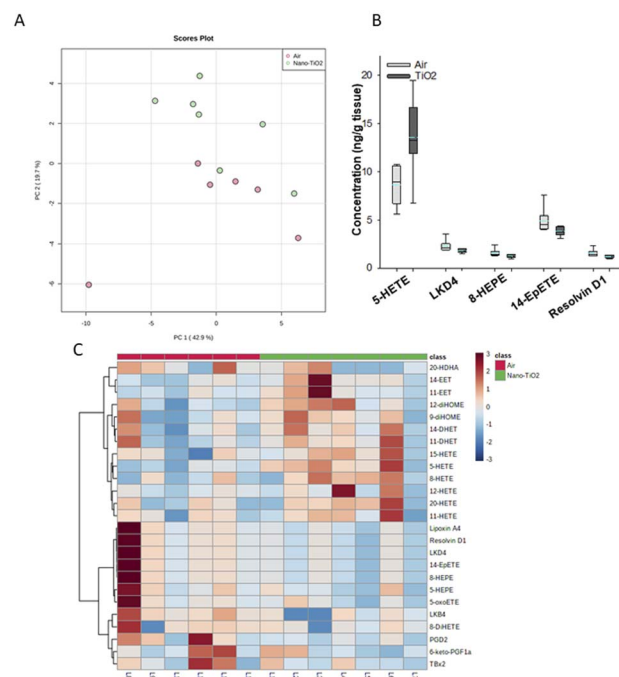 A
Scores Plot
Air
Nano-TiO2
4
2
0
-2
-4
-6
PC 2 ( 19.7 %)
-10
-5
0
5
PC 1 ( 42.9 %)
B
Air
TiO2
20
15
10
5
0
Concentration (ng/g tissue)
5-HETE
LKD4
8-HEPE
14-EpETE
Resolvin D1
C
class
20-HDHA
14-EET
11-EET
12-diHOME
9-diHOME
14-DHET
11-DHET
15-HETE
5-HETE
8-HETE
12-HETE
20-HETE
11-HETE
Lipoxin A4
Resolvin D1
LKD4
14-EpETE
8-HEPE
5-HEPE
5-oxoETE
LKB4
8-DiHETE
PGD2
6-keto-PGF1a
TBx2
3
2
1
0
-1
-2
-3
class
Air
Nano-TiO2